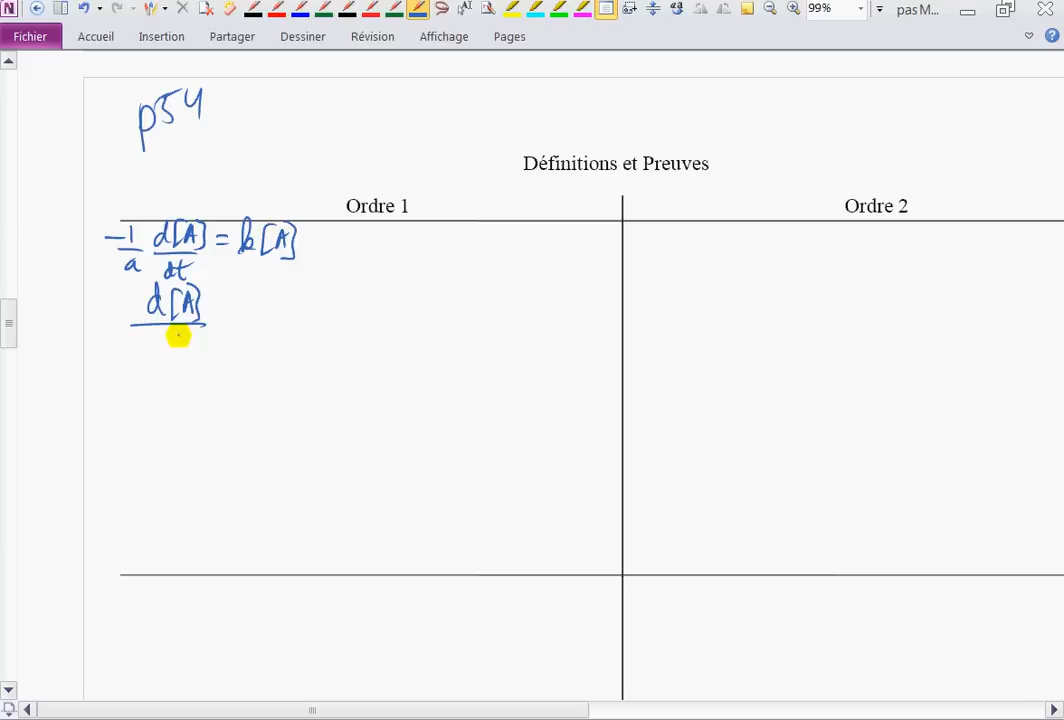 99% pas M...
Fichier Accueil Insertion Partager Dessiner Révision Affichage Pages
p54
Définitions et Preuves
Ordre 1 Ordre 2
-1/a d[A]/dt = k[A]
d[A]